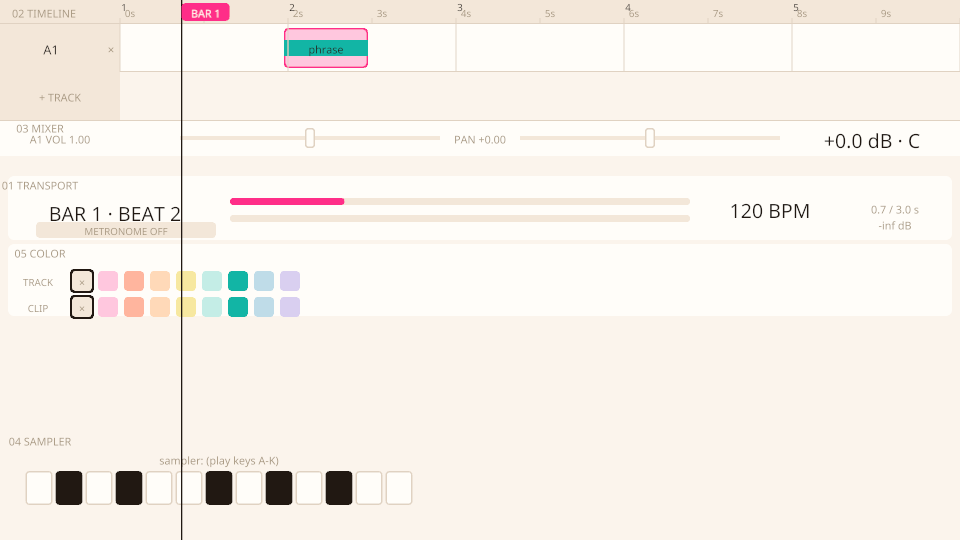 02 TIMELINE
BAR 1
1 2 3 4 5
0s 2s 3s 4s 5s 6s 7s 8s 9s
A1 ×
phrase
+ TRACK
03 MIXER
A1 VOL 1.00
PAN +0.00
+0.0 dB · C
01 TRANSPORT
BAR 1 · BEAT 2
METRONOME OFF
120 BPM
0.7 / 3.0 s
-inf dB
05 COLOR
TRACK ×
CLIP ×
04 SAMPLER
sampler: (play keys A-K)